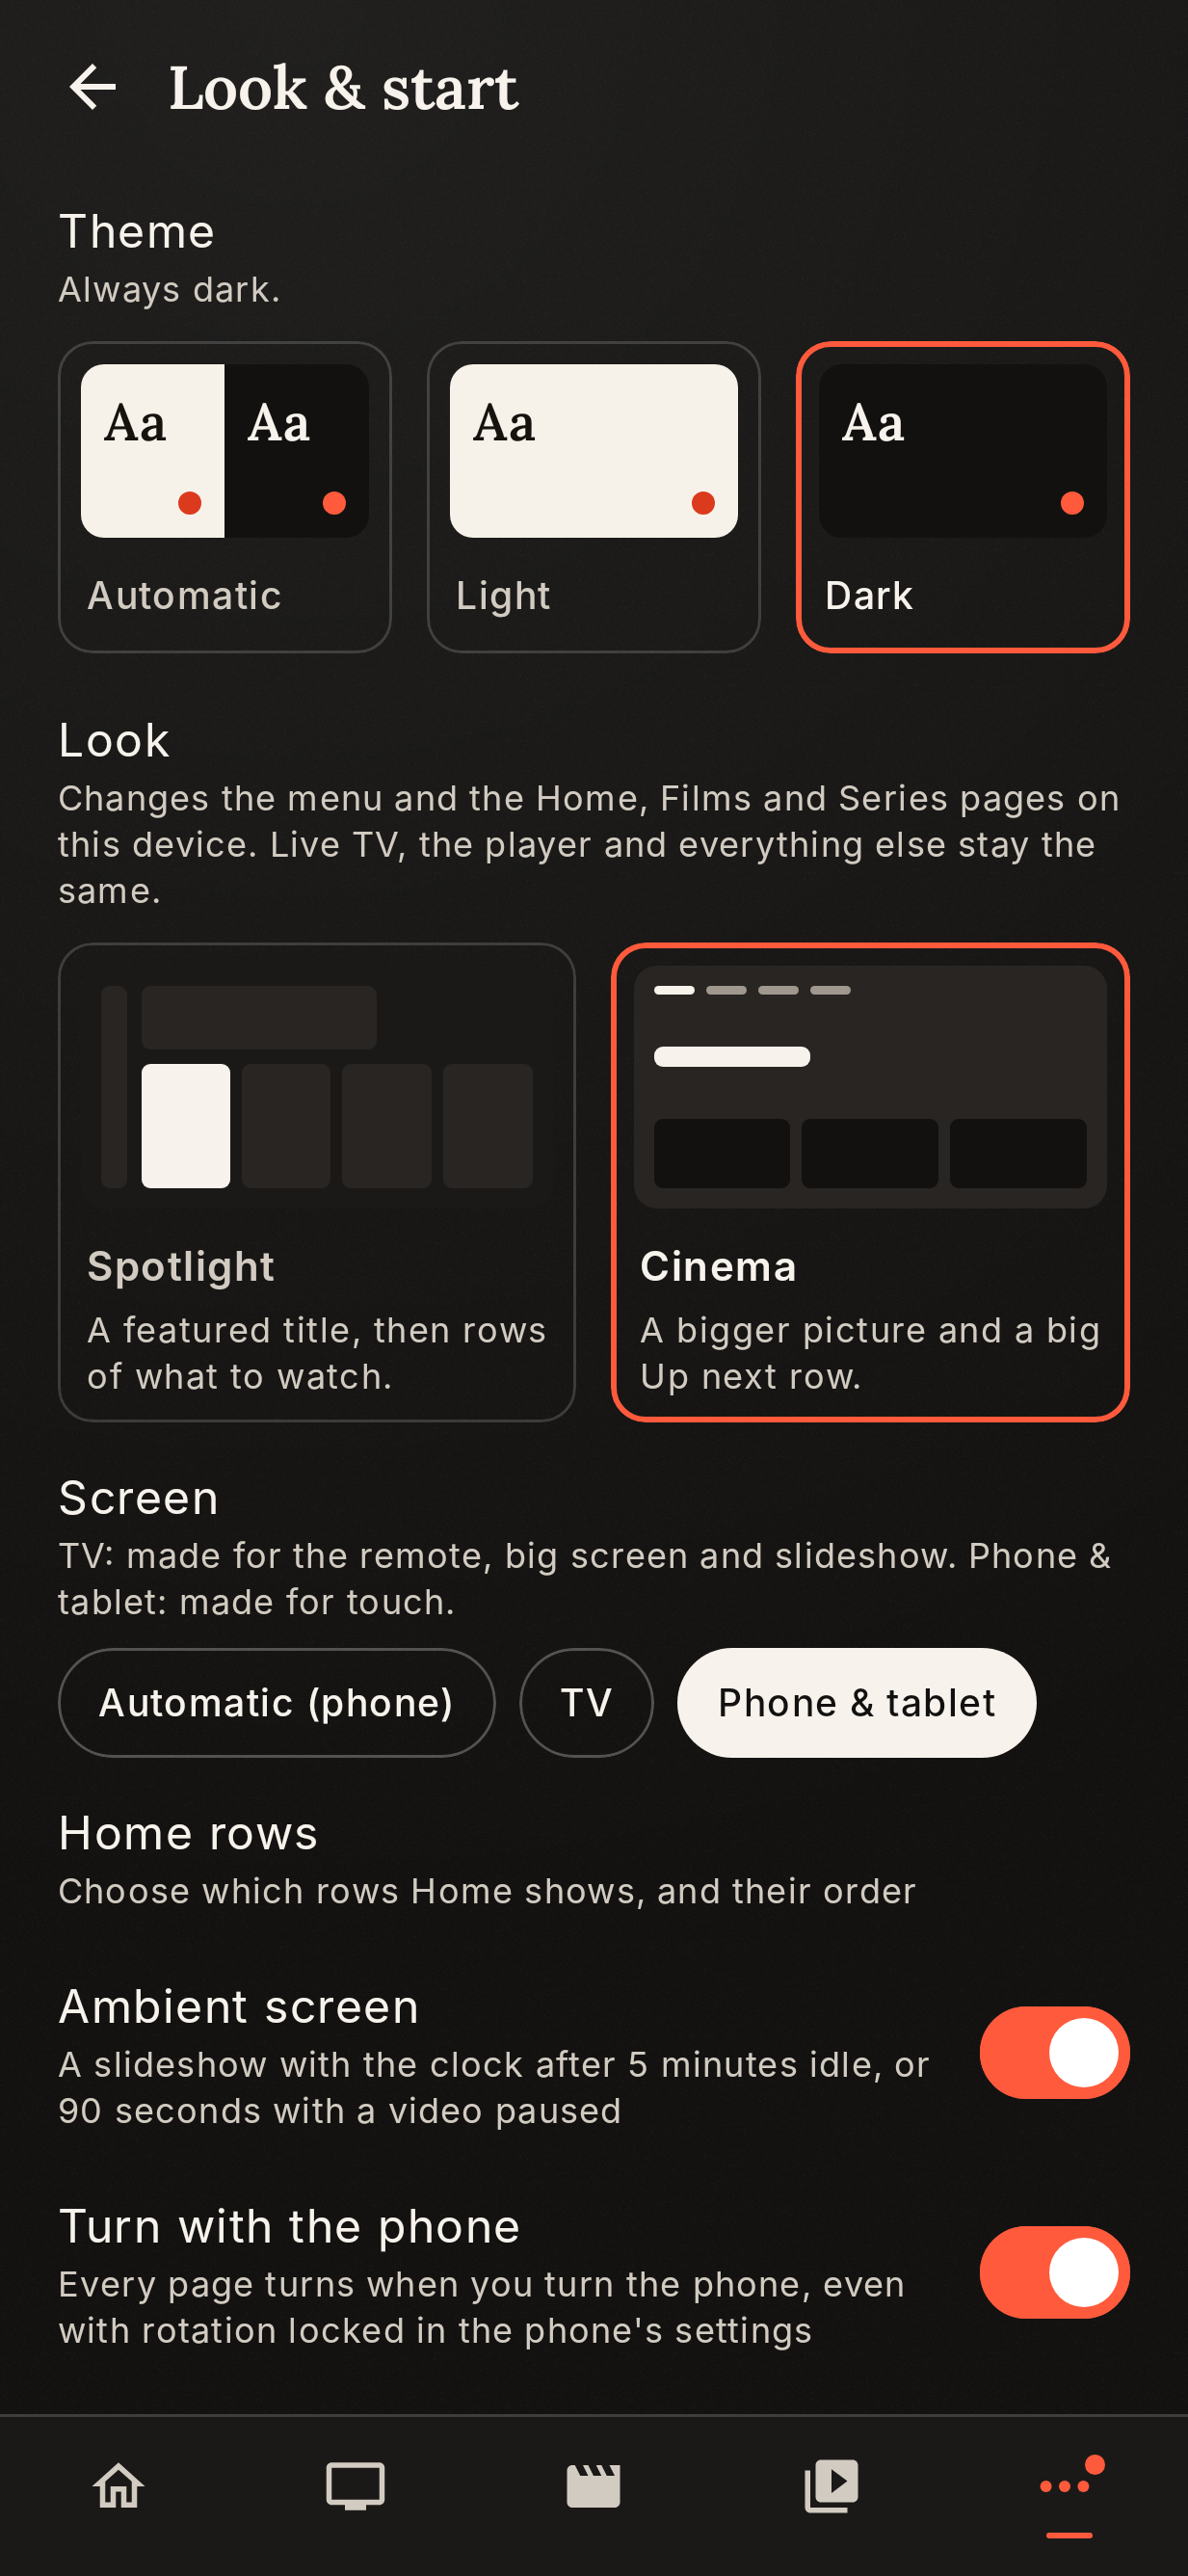 Look & start
Theme
Always dark.
Aa
Aa
Aa
Aa
Automatic
Light
Dark
Look
Changes the menu and the Home, Films and Series pages on
this device. Live TV, the player and everything else stay the
same.
Spotlight
A featured title, then rows
of what to watch.
Cinema
A bigger picture and a big
Up next row.
Screen
TV: made for the remote, big screen and slideshow. Phone &
tablet: made for touch.
Automatic (phone)
TV
Phone & tablet
Home rows
Choose which rows Home shows, and their order
Ambient screen
A slideshow with the clock after 5 minutes idle, or
90 seconds with a video paused
Turn with the phone
Every page turns when you turn the phone, even
with rotation locked in the phone's settings